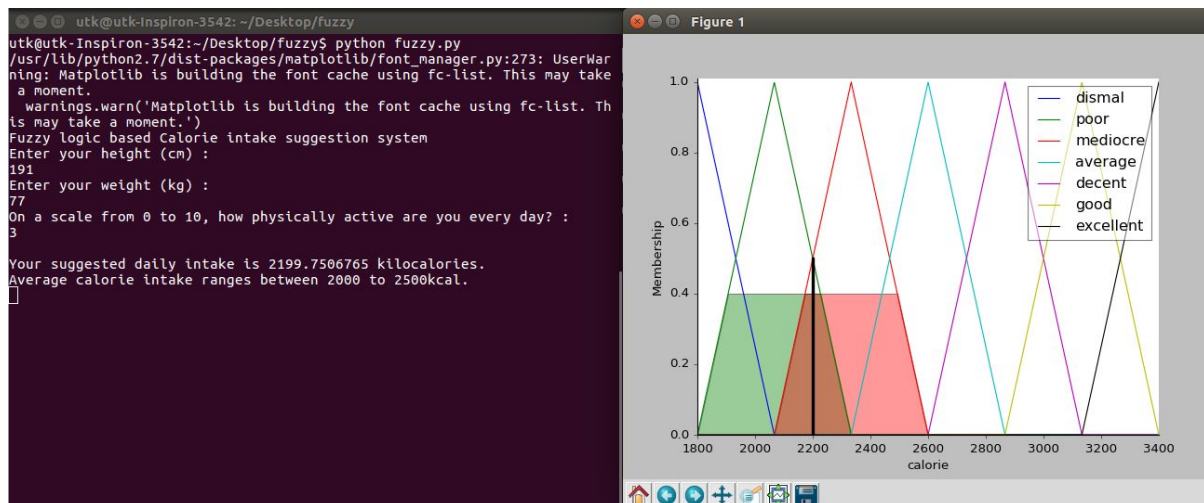 utk@utk-Inspiron-3542: ~/Desktop/fuzzy
utk@utk-Inspiron-3542:~/Desktop/fuzzy$ python fuzzy.py
/usr/lib/python2.7/dist-packages/matplotlib/font_manager.py:273: UserWar
ning: Matplotlib is building the font cache using fc-list. This may take
 a moment.
  warnings.warn('Matplotlib is building the font cache using fc-list. Th
is may take a moment.')
Fuzzy logic based Calorie intake suggestion system
Enter your height (cm) :
191
Enter your weight (kg) :
77
On a scale from 0 to 10, how physically active are you every day? :
3
Your suggested daily intake is 2199.7506765 kilocalories.
Average calorie intake ranges between 2000 to 2500kcal.
Figure 1
1.0
0.8
0.6
0.4
0.2
0.0
Membership
dismal
poor
mediocre
average
decent
good
excellent
1800 2000 2200 2400 2600 2800 3000 3200 3400
calorie